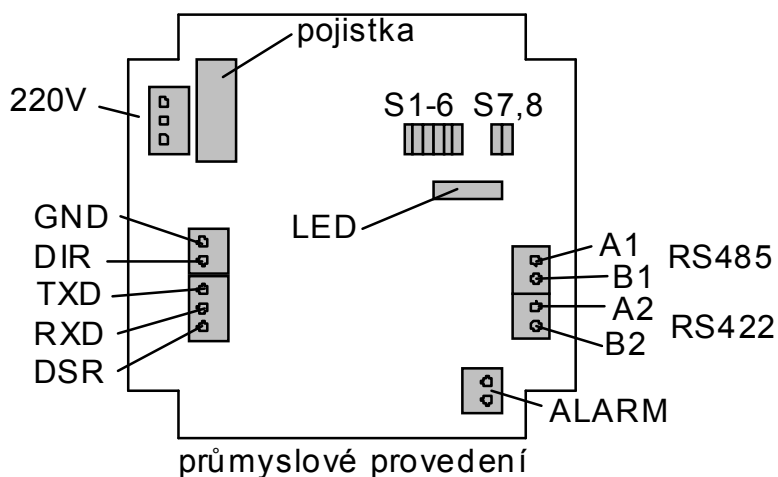 pojistka
220V
S1-6 S7,8
LED
GND
DIR
TXD
RXD
DSR
A1
B1
RS485
A2
B2
RS422
ALARM
průmyslové provedení